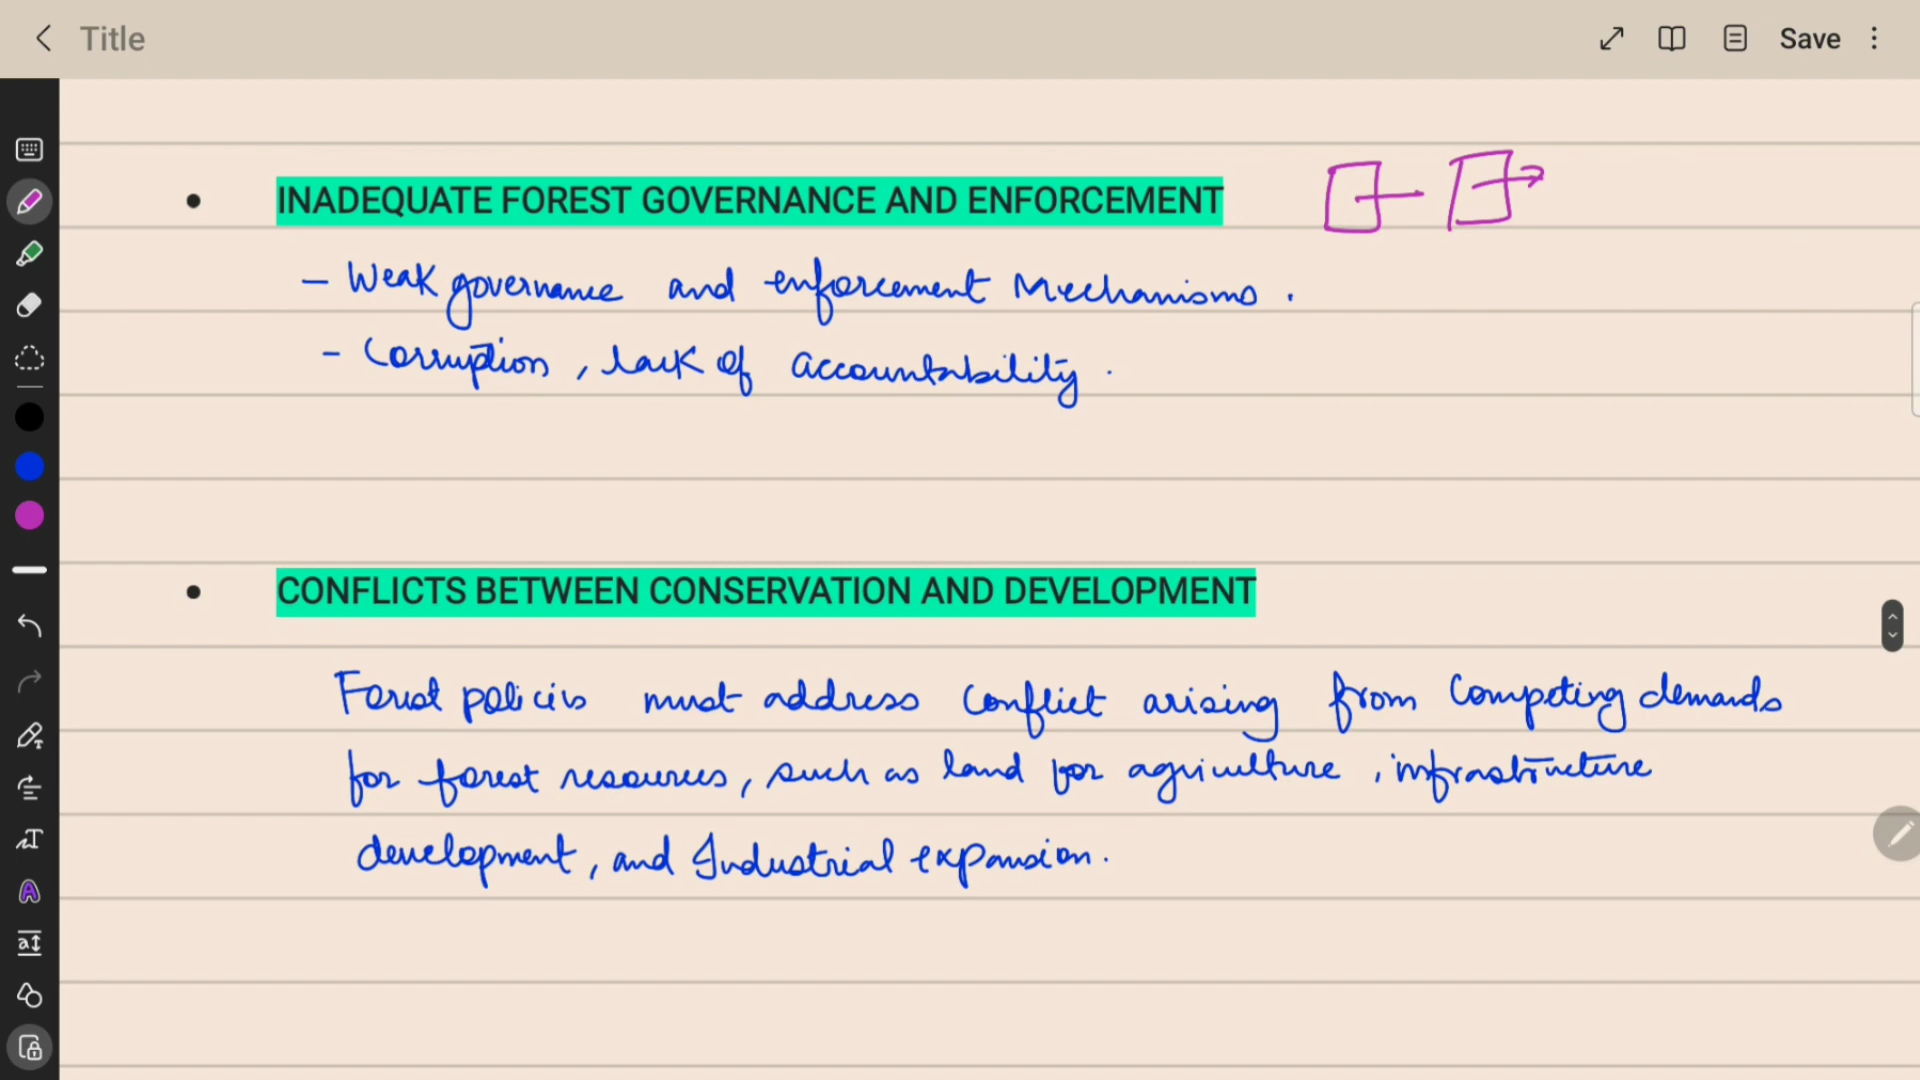 Title
Save
• INADEQUATE FOREST GOVERNANCE AND ENFORCEMENT
- Weak governance and enforcement Mechanisms.
- Corruption, lack of accountability.
• CONFLICTS BETWEEN CONSERVATION AND DEVELOPMENT
Forest policies must address conflict arising from competing demands
for forest resources, such as land for agriculture, infrastructure
development, and Industrial expansion.